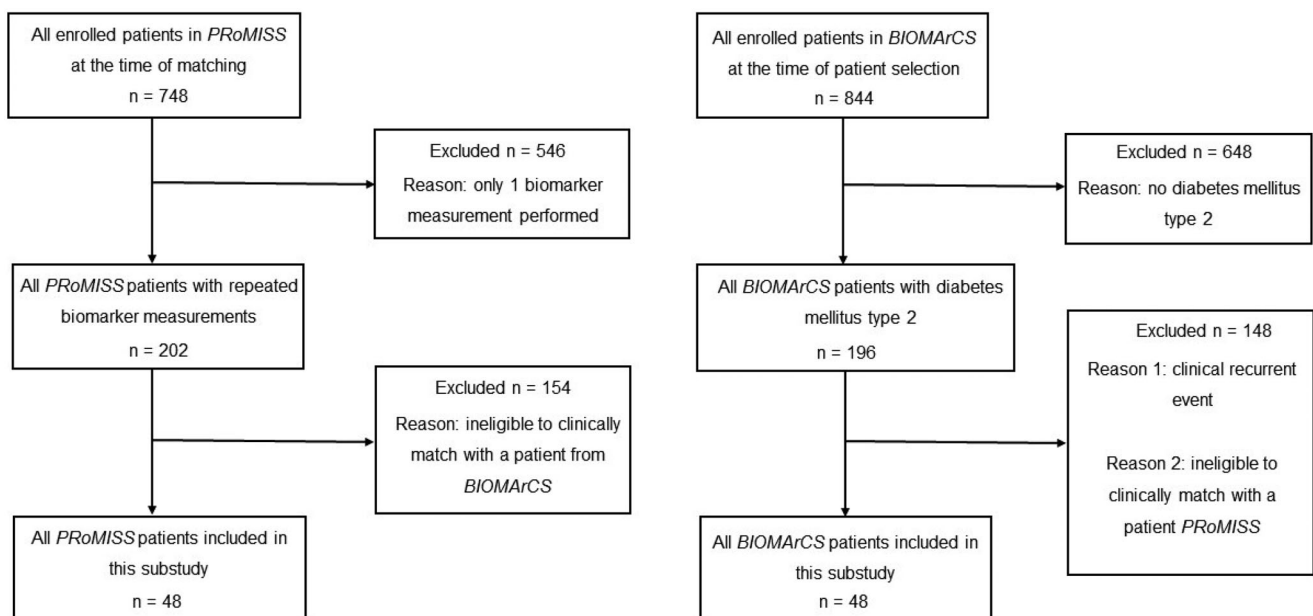 All enrolled patients in PRoMISS
at the time of matching
n = 748
Excluded n = 546
Reason: only 1 biomarker
measurement performed
All PRoMISS patients with repeated
biomarker measurements
n = 202
Excluded n = 154
Reason: ineligible to clinically
match with a patient from
BIOMArCS
All PRoMISS patients included in
this substudy
n = 48
All enrolled patients in BIOMArCS
at the time of patient selection
n = 844
Excluded n = 648
Reason: no diabetes mellitus
type 2
All BIOMArCS patients with diabetes
mellitus type 2
n = 196
Excluded n = 148
Reason 1: clinical recurrent
event
Reason 2: ineligible to
clinically match with a
patient PRoMISS
All BIOMArCS patients included in
this substudy
n = 48